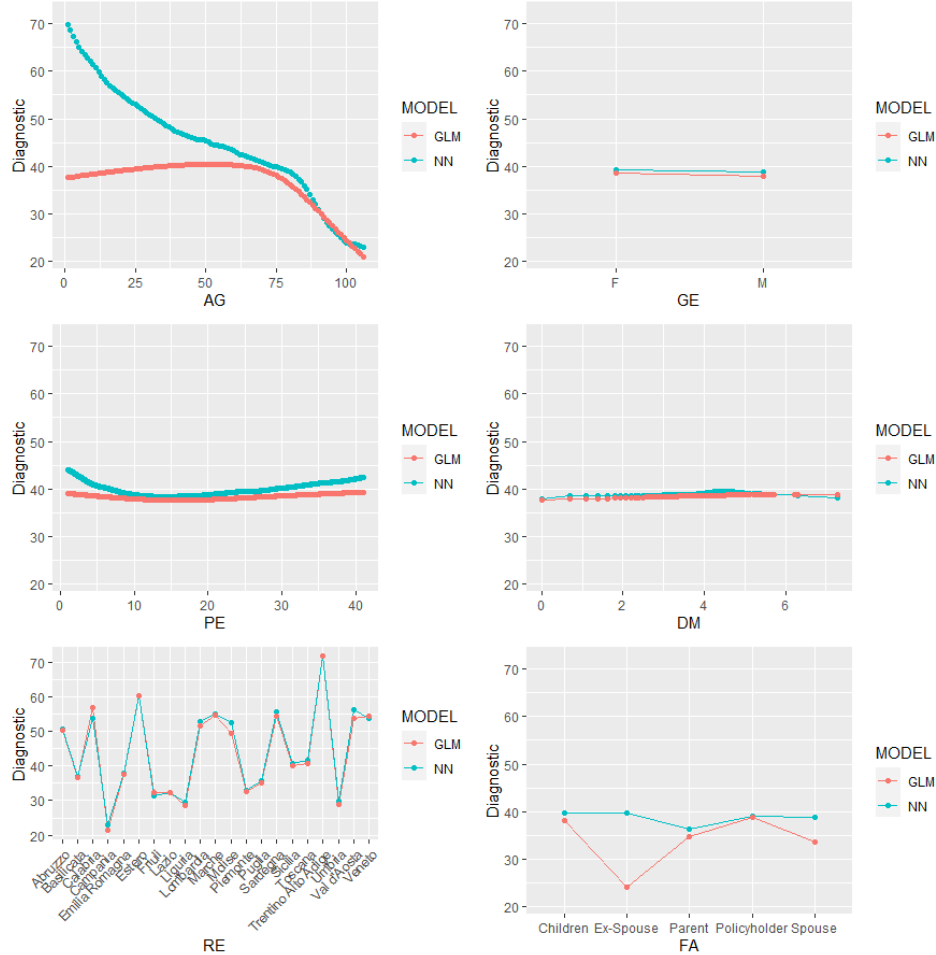 70
60
50
40
30
20
Diagnostic
0 25 50 75 100
AG
MODEL
GLM
NN
70
60
50
40
30
20
Diagnostic
F M
GE
MODEL
GLM
NN
70
60
50
40
30
20
Diagnostic
0 10 20 30 40
PE
MODEL
GLM
NN
70
60
50
40
30
20
Diagnostic
0 2 4 6
DM
MODEL
GLM
NN
70
60
50
40
30
20
Diagnostic
Abruzzo
Basilicata
Calabria
Campania
Emilia Romagna
Estero
Friuli
Lazio
Liguria
Lombardia
Marche
Molise
Piemonte
Puglia
Sardegna
Sicilia
Toscana
Trentino Alto Adige
Umbria
Val d'Aosta
Veneto
RE
MODEL
GLM
NN
70
60
50
40
30
20
Diagnostic
Children Ex-Spouse Parent Policyholder Spouse
FA
MODEL
GLM
NN